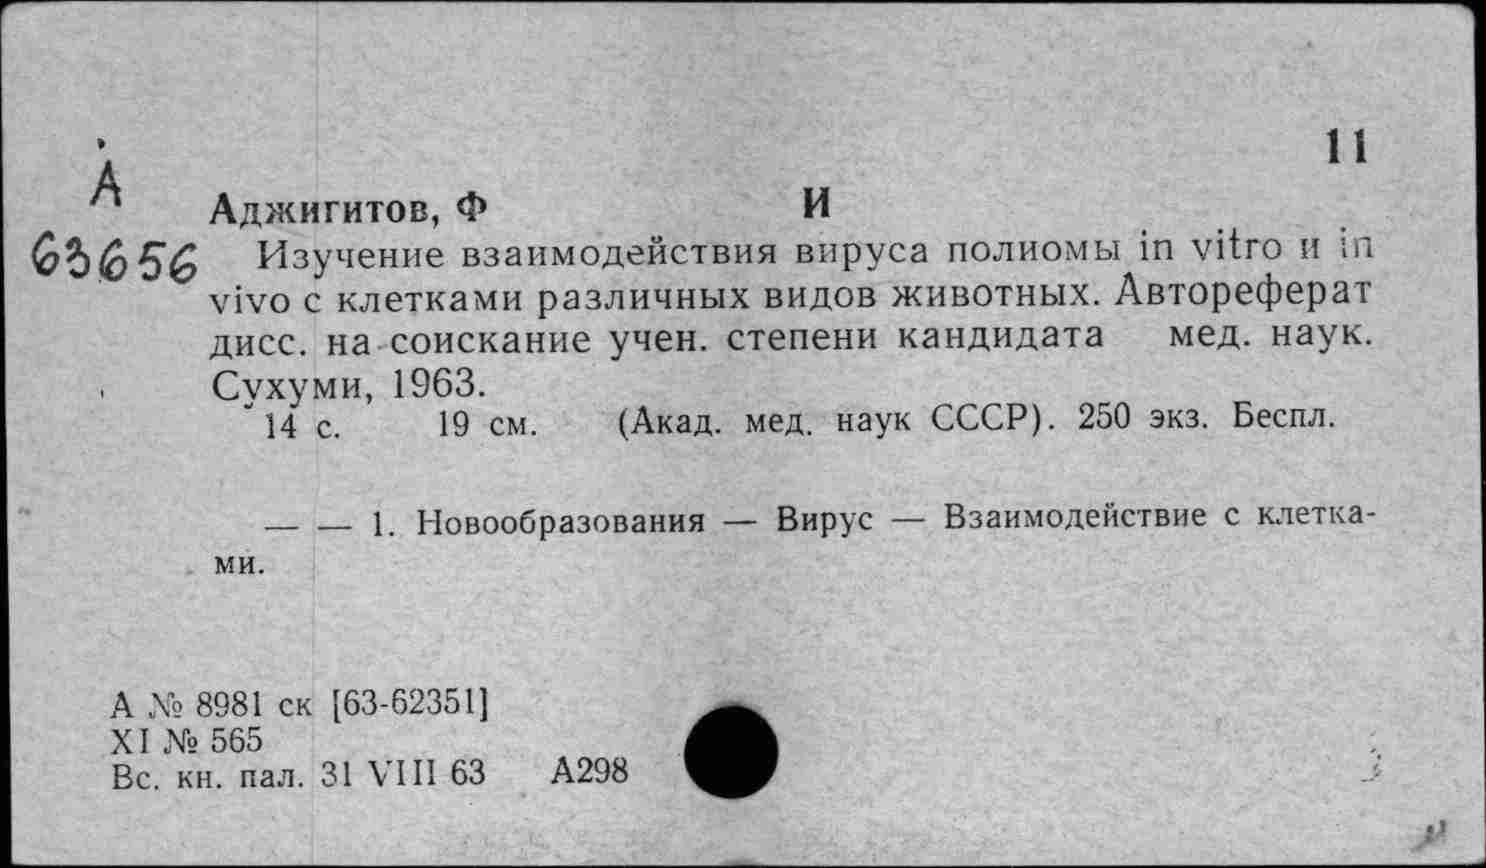 11
А
Аджигитов, Ф И
63656
Изучение взаимодействия вируса полиомы in vitro и in
vivo с клетками различных видов животных. Автореферат
дисс. на соискание учен. степени кандидата мед. наук.
Сухуми, 1963.
14 с. 19 см. (Акад. мед. наук СССР). 250 экз. Беспл.
— — 1. Новообразования — Вирус — Взаимодействие с клетка-
ми.
А № 8981 ск [63-62351]
XI № 565
Вс. кн. пал. 31 VIII 63 А298